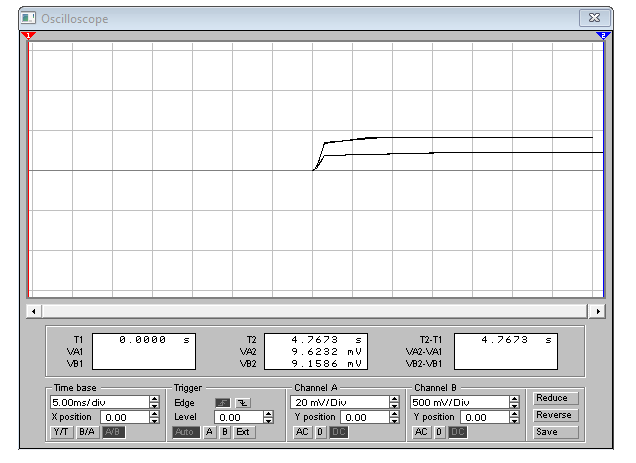 Oscilloscope
1 2
T1 0.0000 s T2 4.7673 s T2-T1 4.7673 s
VA1 VA2 9.6232 mV VA2-VA1
VB1 VB2 9.1586 mV VB2-VB1
Time base Trigger Channel A Channel B
5.00ms/div Edge 20 mV/Div 500 mV/Div Reduce
X position 0.00 Level 0.00 Y position 0.00 Y position 0.00 Reverse
Y/T B/A A/B Auto A B Ext AC 0 DC AC 0 DC Save